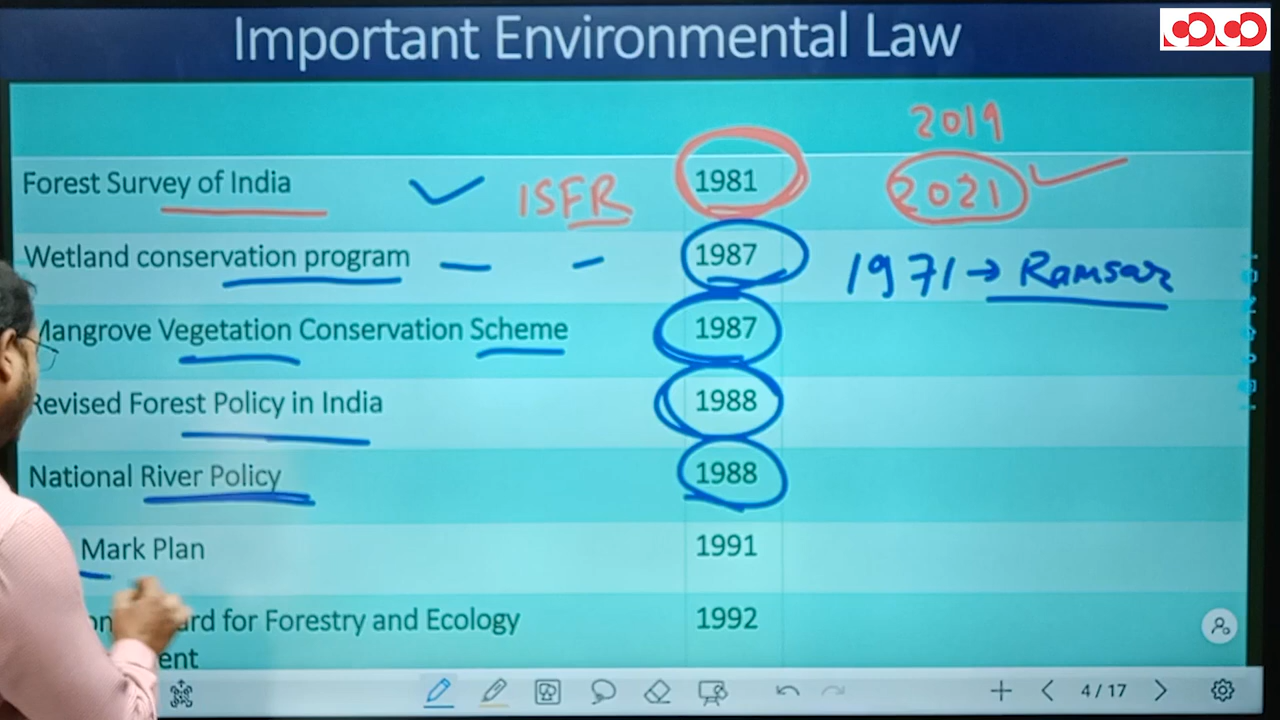 Important Environmental Law
2019
Forest Survey of India ISFR 1981 2021
Wetland conservation program 1987 1971 → Ramsar
Mangrove Vegetation Conservation Scheme 1987
Revised Forest Policy in India 1988
National River Policy 1988
Mark Plan 1991
for Forestry and Ecology 1992
4 / 17